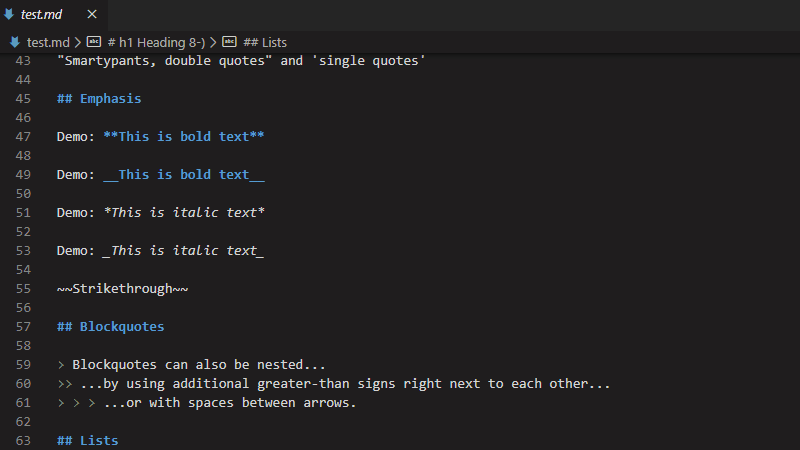 test.md ×
test.md > abc # h1 Heading 8-) > abc ## Lists
43 "Smartypants, double quotes" and 'single quotes'
44
45 ## Emphasis
46
47 Demo: **This is bold text**
48
49 Demo: __This is bold text__
50
51 Demo: *This is italic text*
52
53 Demo: _This is italic text_
54
55 ~~Strikethrough~~
56
57 ## Blockquotes
58
59 > Blockquotes can also be nested...
60 >> ...by using additional greater-than signs right next to each other...
61 > > > ...or with spaces between arrows.
62
63 ## Lists